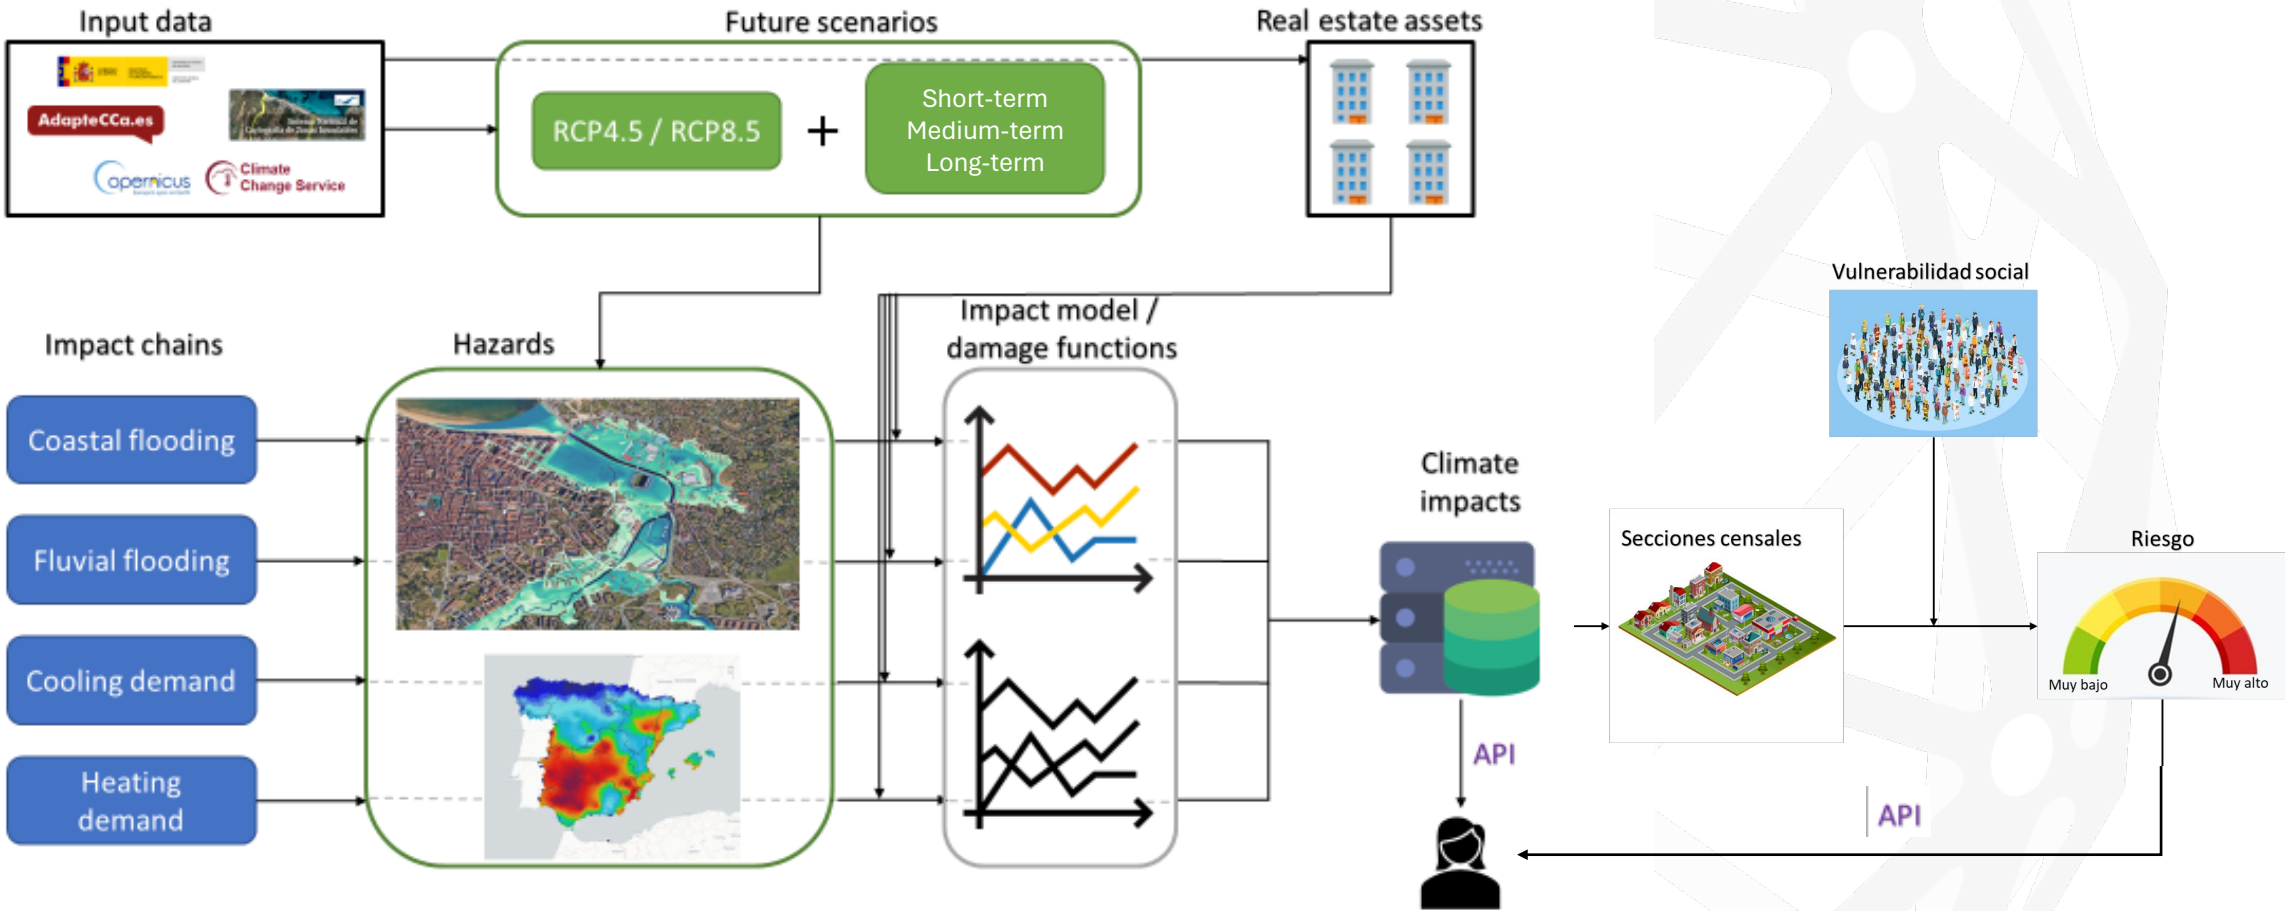 Input data
Future scenarios
Real estate assets
AdapteCCa.es
opernicus
Climate
Change Service
RCP4.5 / RCP8.5
+
Short-term
Medium-term
Long-term
Impact chains
Hazards
Impact model /
damage functions
Coastal flooding
Fluvial flooding
Cooling demand
Heating
demand
Climate
impacts
API
Vulnerabilidad social
Secciones censales
Riesgo
Muy bajo
Muy alto
API